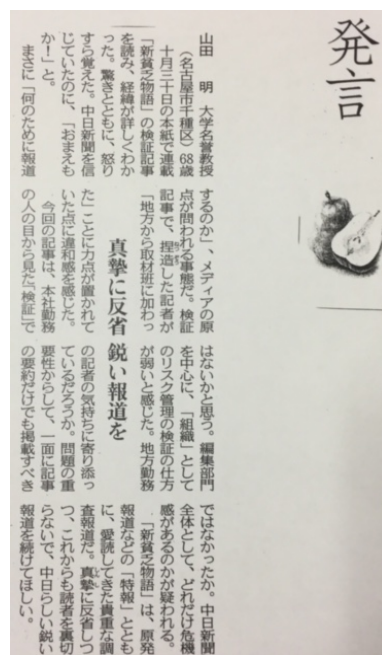 発言
山田　明　大学名誉教授
（名古屋市千種区）68歳
十月三十日の本紙で連載
「新貧乏物語」の検証記事
を読み、経緯が詳しくわか
った。驚きとともに、怒り
すら覚えた。中日新聞を信
じていたのに、「おまえも
か！」と。
まさに「何のために報道
するのか」、メディアの原
点が問われる事態だ。検証
記事で、捏造した記者が
「地方から取材班に加わっ
た」ことに力点が置かれて
いた点に違和感を感じた。
今回の記事は、本社勤務
の人の目から見た「検証」で
真摯に反省 鋭い報道を
はないかと思う。編集部門
を中心に、「組織」として
のリスク管理の検証の仕方
が弱いと感じた。地方勤務
の記者の気持ちに寄り添っ
ているだろうか。問題の重
要性からして、一面に記事
の要約だけでも掲載すべき
ではなかったか。中日新聞
全体として、どれだけ危機
感があるのかが疑われる。
「新貧乏物語」は、原発
報道などの「特報」ととも
に、愛読してきた貴重な調
査報道だ。真摯に反省しつ
つ、これからも読者を裏切
らないで、中日らしい鋭い
報道を続けてほしい。